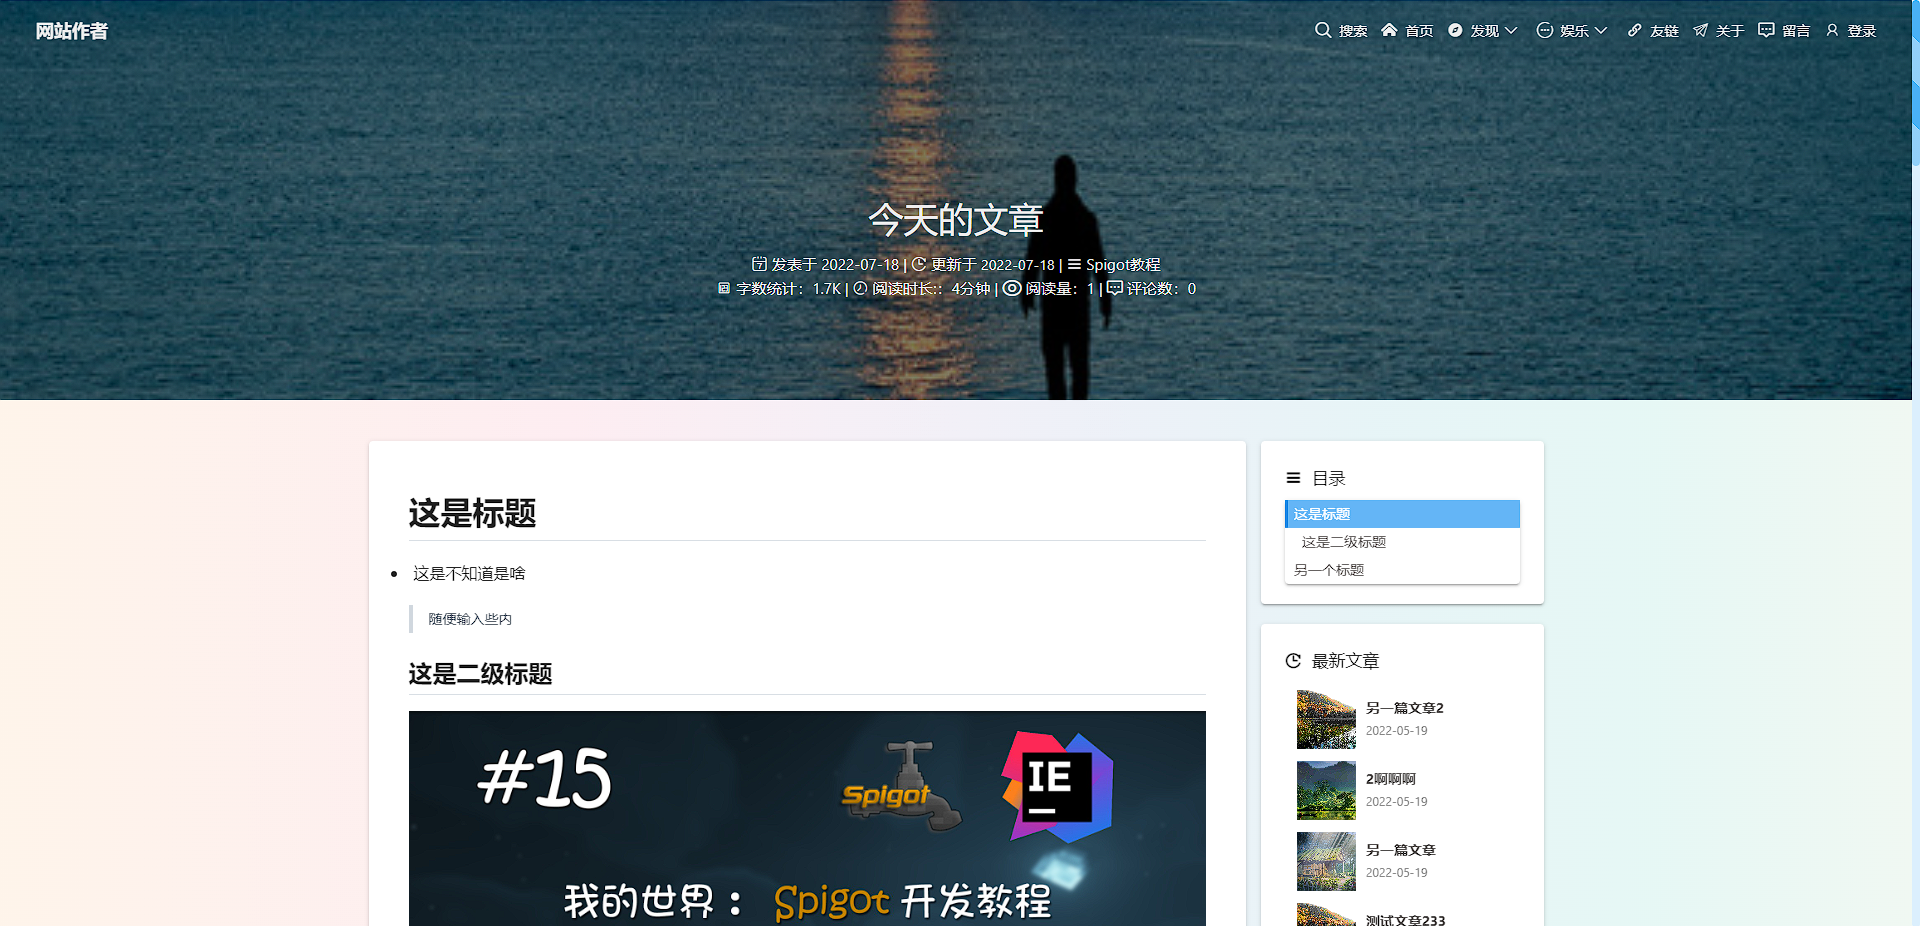 网站作者
搜索 首页 发现 娱乐 友链 关于 留言 登录
今天的文章
发表于 2022-07-18 | 更新于 2022-07-18 | Spigot教程
字数统计：1.7K | 阅读时长:：4分钟 | 阅读量：1 | 评论数：0
这是标题
这是不知道是啥
随便输入些内
这是二级标题
#15
Spigot
IE
我的世界： Spigot 开发教程
目录
这是标题
这是二级标题
另一个标题
最新文章
另一篇文章2
2022-05-19
2啊啊啊
2022-05-19
另一篇文章
2022-05-19
测试文章233